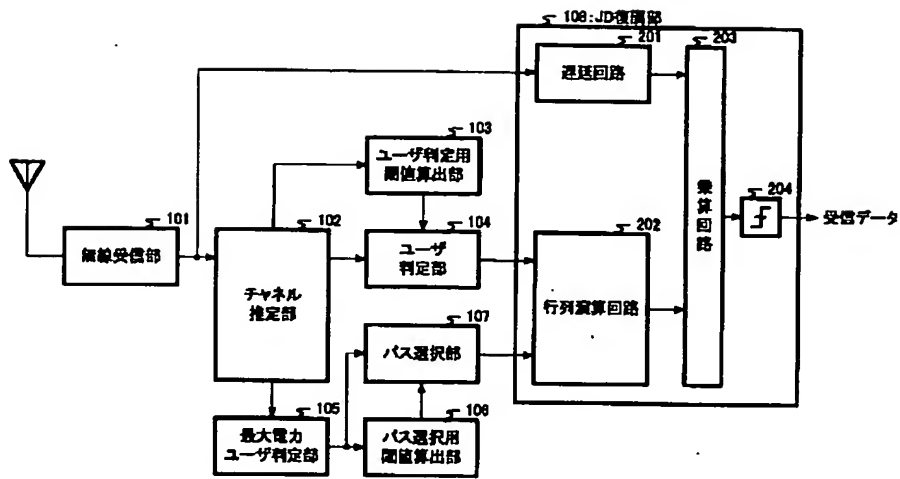 108:JD復調部
201
遅延回路
203
乗算回路
103
ユーザ判定用
閾値算出部
204
受信データ
101
無線受信部
102
チャネル
推定部
104
ユーザ
判定部
202
行列演算回路
107
パス選択部
105
最大電力
ユーザ判定部
106
パス選択用
閾値算出部